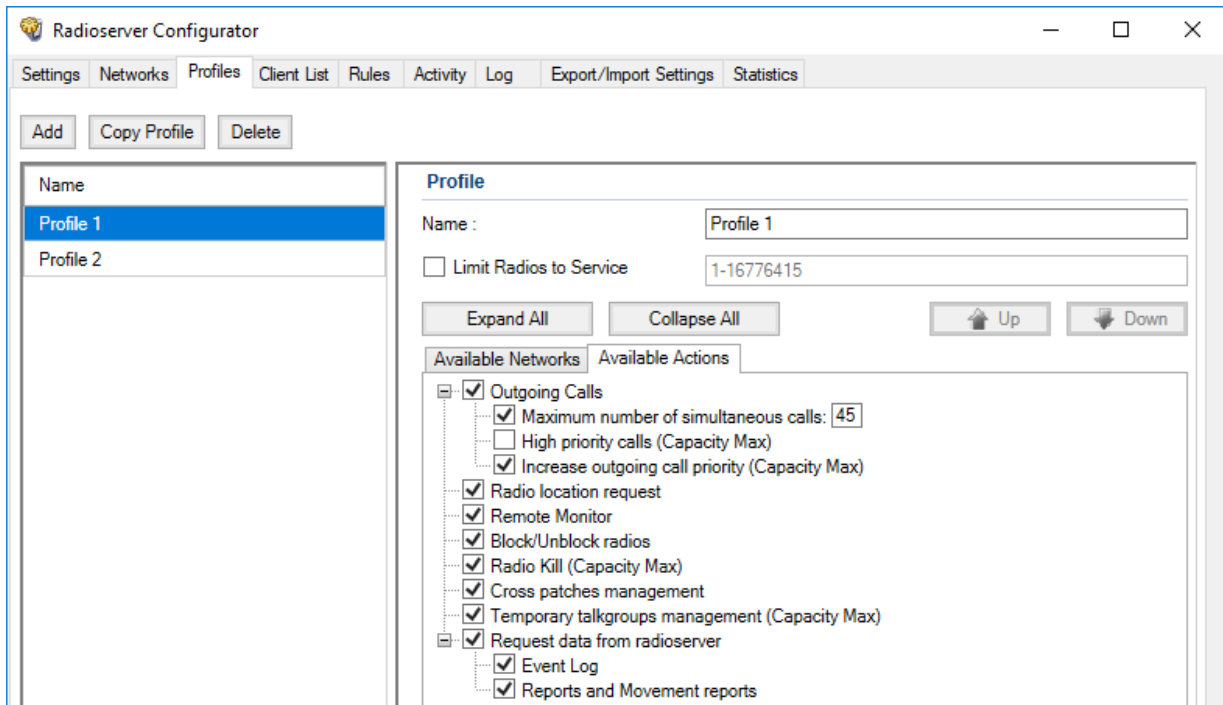 Radioserver Configurator
Settings Networks Profiles Client List Rules Activity Log Export/Import Settings Statistics
Add Copy Profile Delete
Name
Profile 1
Profile 2
Profile
Name : Profile 1
Limit Radios to Service 1-16776415
Expand All Collapse All Up Down
Available Networks Available Actions
Outgoing Calls
Maximum number of simultaneous calls: 45
High priority calls (Capacity Max)
Increase outgoing call priority (Capacity Max)
Radio location request
Remote Monitor
Block/Unblock radios
Radio Kill (Capacity Max)
Cross patches management
Temporary talkgroups management (Capacity Max)
Request data from radioserver
Event Log
Reports and Movement reports